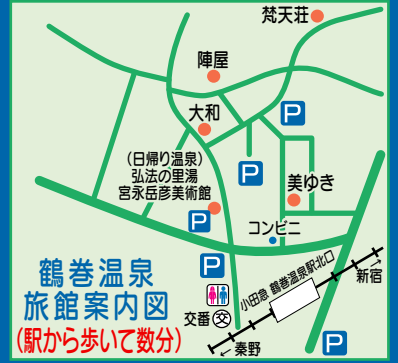 梵天荘
陣屋
P
大和
(日帰り温泉)
弘法の里湯
宮永岳彦美術館
P
美ゆき
P
コンビニ
P
小田急 鶴巻温泉駅北口
新宿
鶴巻温泉
旅館案内図
(駅から歩いて数分)
交番
交
秦野
P